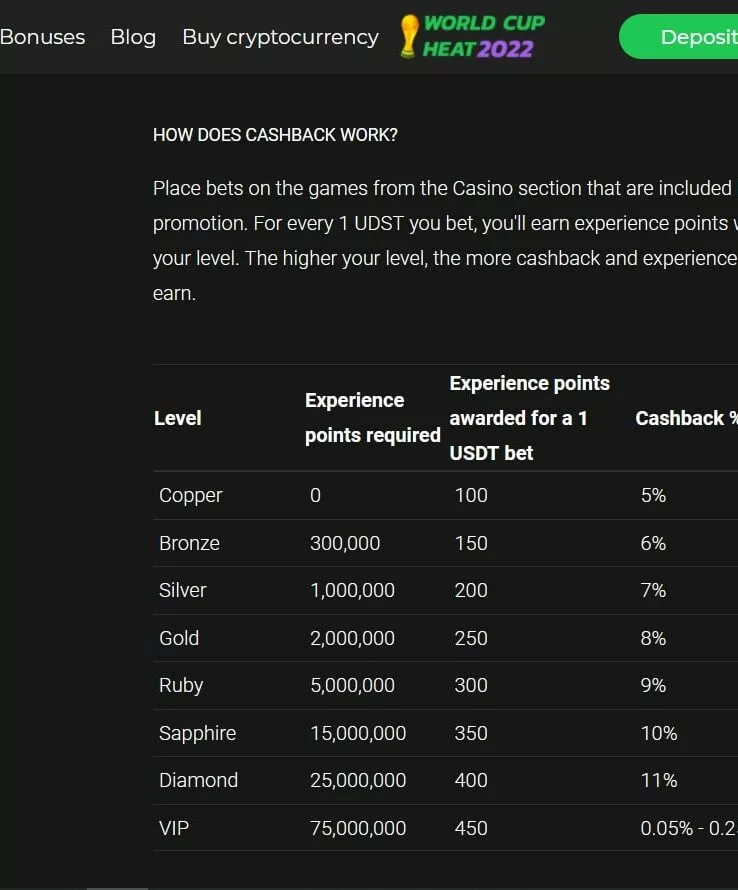 Bonuses Blog Buy cryptocurrency WORLD CUP HEAT 2022 Deposit
HOW DOES CASHBACK WORK?
Place bets on the games from the Casino section that are included
promotion. For every 1 UDST you bet, you'll earn experience points
your level. The higher your level, the more cashback and experience
earn.
Level Experience points required Experience points awarded for a 1 USDT bet Cashback %
Copper 0 100 5%
Bronze 300,000 150 6%
Silver 1,000,000 200 7%
Gold 2,000,000 250 8%
Ruby 5,000,000 300 9%
Sapphire 15,000,000 350 10%
Diamond 25,000,000 400 11%
VIP 75,000,000 450 0.05% -